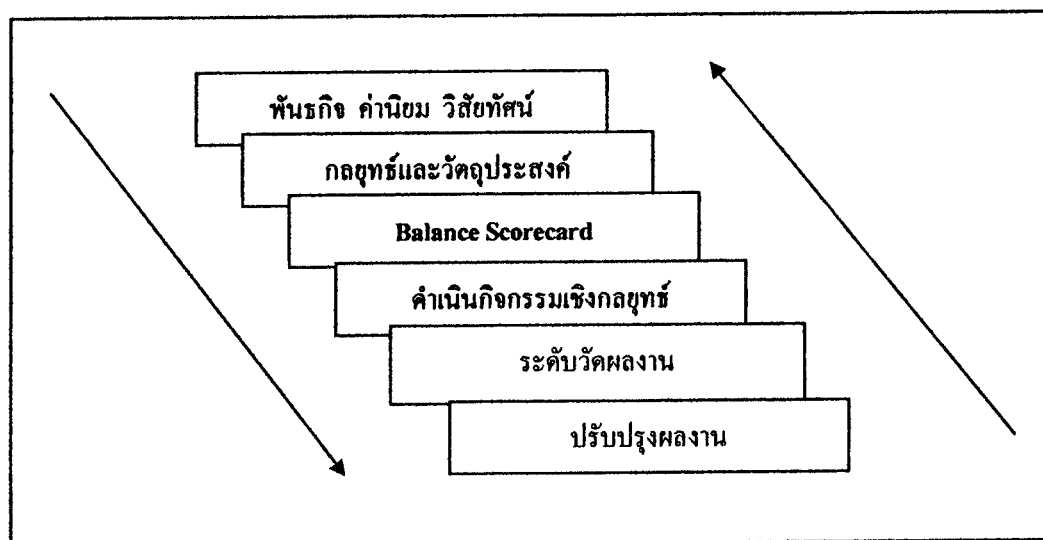 พันธกิจ ค่านิยม วิสัยทัศน์
กลยุทธ์และวัตถุประสงค์
Balance Scorecard
ดำเนินกิจกรรมเชิงกลยุทธ์
ระดับวัดผลงาน
ปรับปรุงผลงาน